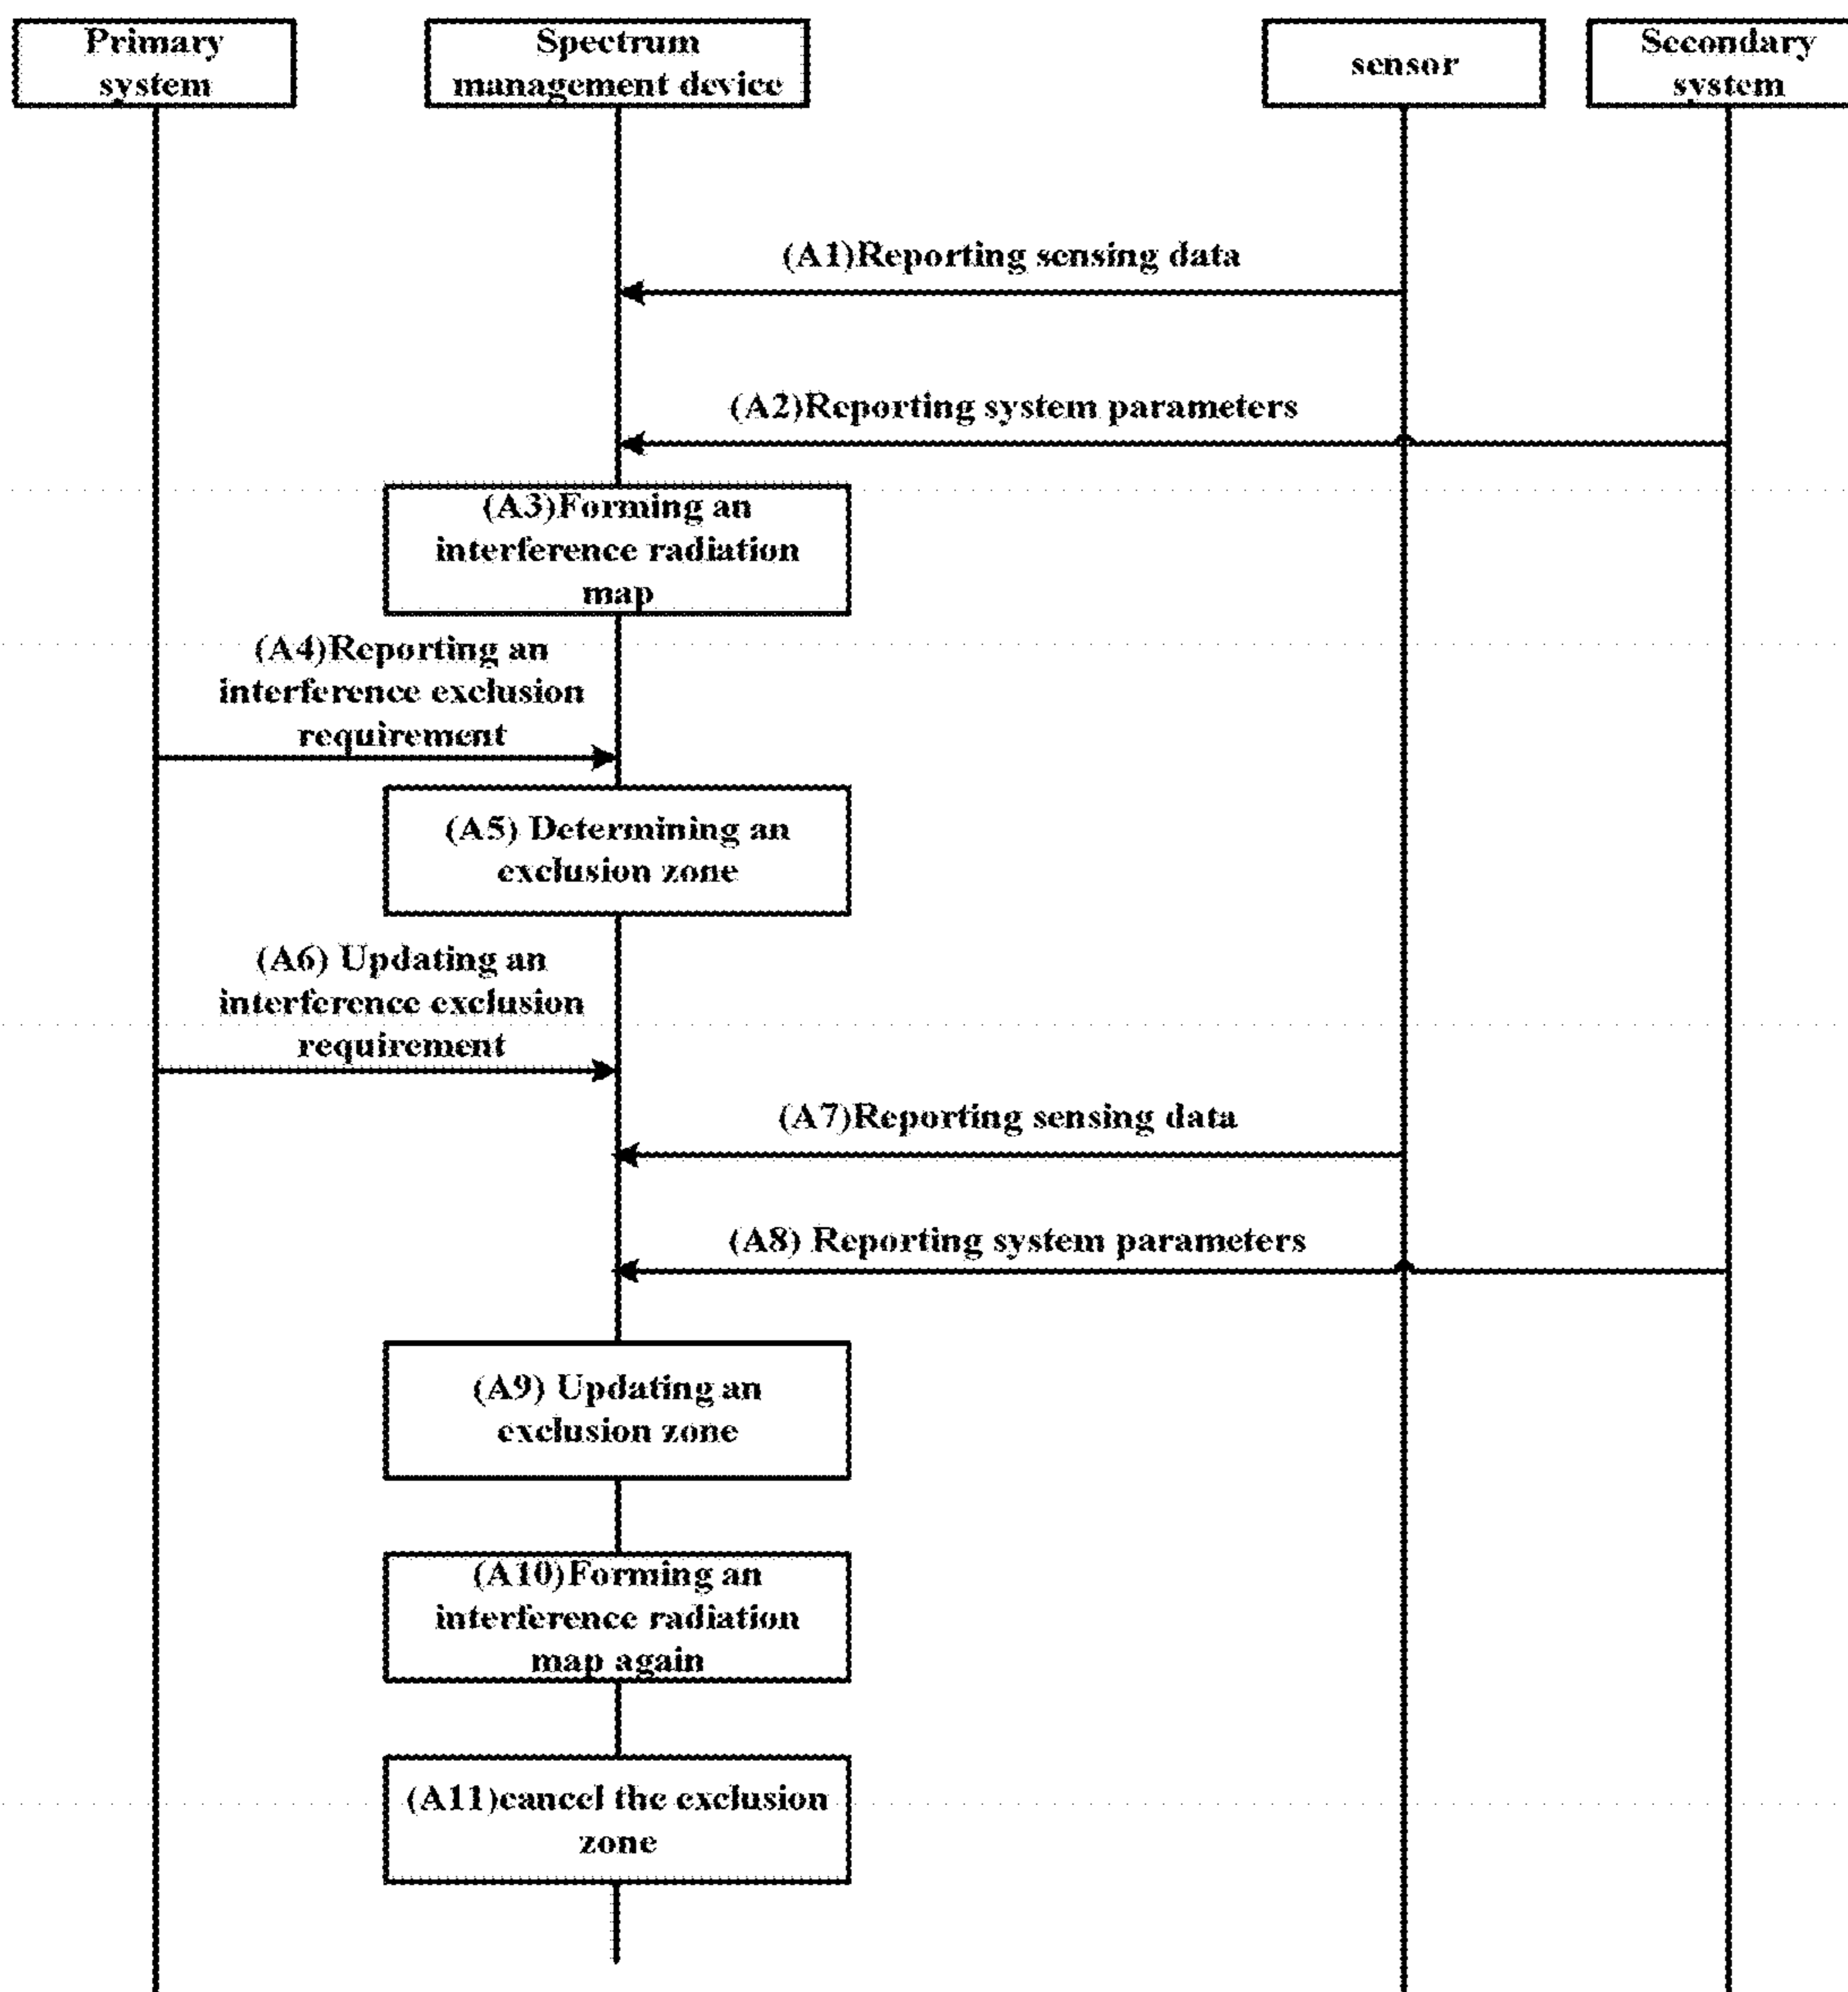 Primary
system
Spectrum
management device
sensor
Secondary
system
(A1)Reporting sensing data
(A2)Reporting system parameters
(A3)Forming an
interference radiation
map
(A4)Reporting an
interference exclusion
requirement
(A5) Determining an
exclusion zone
(A6) Updating an
interference exclusion
requirement
(A7)Reporting sensing data
(A8) Reporting system parameters
(A9) Updating an
exclusion zone
(A10)Forming an
interference radiation
map again
(A11)cancel the exclusion
zone